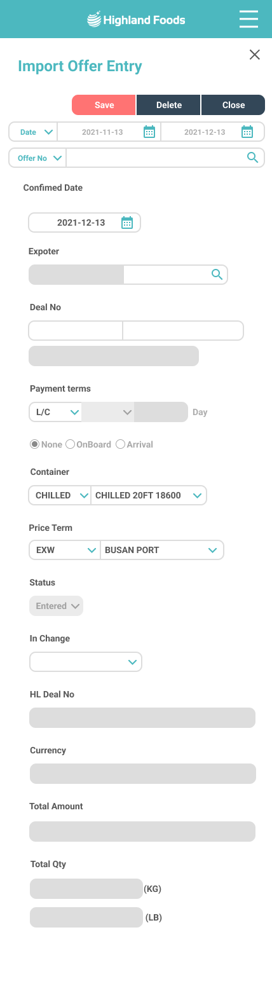 Highland Foods
Import Offer Entry
Save Delete Close
Date 2021-11-13 2021-12-13
Offer No
Confimed Date
2021-12-13
Expoter
Deal No
Payment terms
L/C Day
None OnBoard Arrival
Container
CHILLED CHILLED 20FT 18600
Price Term
EXW BUSAN PORT
Status
Entered
In Change
HL Deal No
Currency
Total Amount
Total Qty
(KG)
(LB)